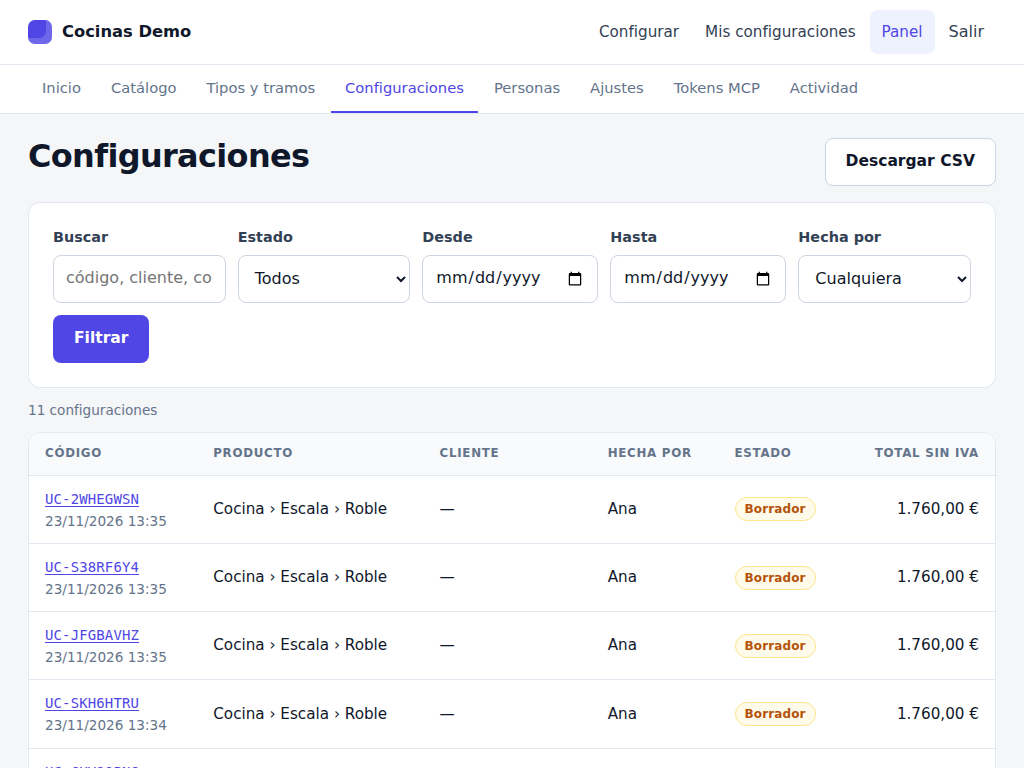 Cocinas Demo
Configurar
Mis configuraciones
Panel
Salir
Inicio
Catálogo
Tipos y tramos
Configuraciones
Personas
Ajustes
Tokens MCP
Actividad
Configuraciones
Descargar CSV
Buscar
Estado
Desde
Hasta
Hecha por
código, cliente, co
Todos
mm/dd/yyyy
mm/dd/yyyy
Cualquiera
Filtrar
11 configuraciones
CÓDIGO PRODUCTO CLIENTE HECHA POR ESTADO TOTAL SIN IVA
UC-2WHEGWSN
23/11/2026 13:35
Cocina › Escala › Roble — Ana Borrador 1.760,00 €
UC-S38RF6Y4
23/11/2026 13:35
Cocina › Escala › Roble — Ana Borrador 1.760,00 €
UC-JFGBAVHZ
23/11/2026 13:35
Cocina › Escala › Roble — Ana Borrador 1.760,00 €
UC-SKH6HTRU
23/11/2026 13:34
Cocina › Escala › Roble — Ana Borrador 1.760,00 €